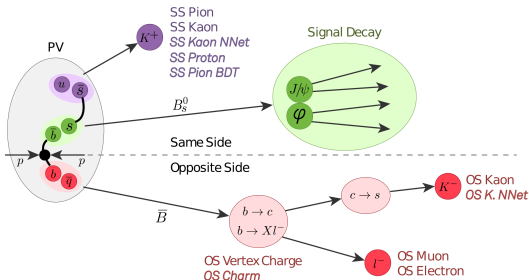 SS Pion
SS Kaon
SS Kaon NNet
SS Proton
SS Pion BDT
K⁺
Signal Decay
PV
u s̄
J/ψ
φ
B⁰ₛ
b̄ s
Same Side
p p
Opposite Side
b q̄
B̄
b → c
b → Xl⁻
c → s
K⁻
OS Kaon
OS K. NNet
OS Vertex Charge
OS Charm
l⁻
OS Muon
OS Electron